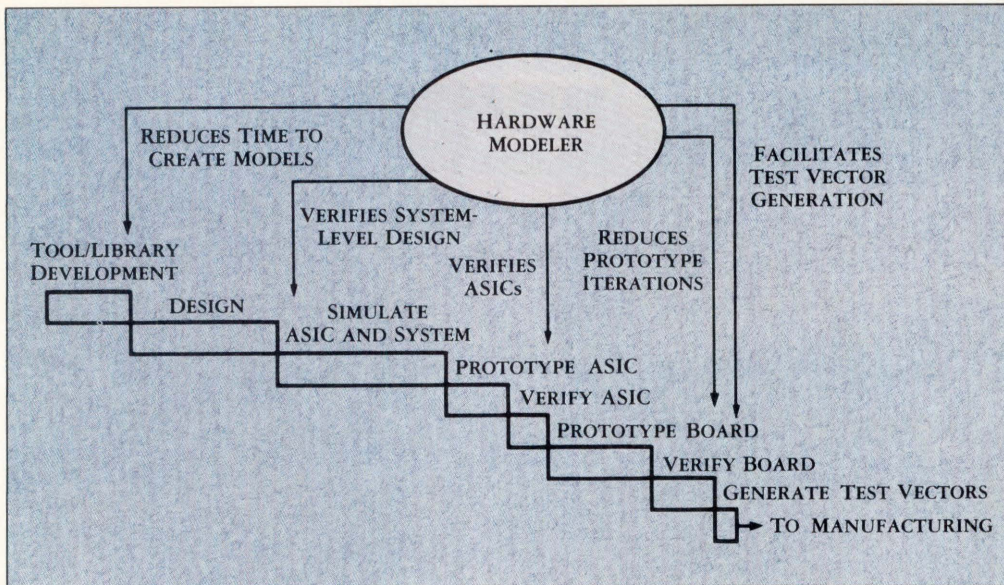 HARDWARE
MODELER
REDUCES TIME TO
CREATE MODELS
VERIFIES SYSTEM-
LEVEL DESIGN
VERIFIES
ASICs
REDUCES
PROTOTYPE
ITERATIONS
FACILITATES
TEST VECTOR
GENERATION
TOOL/LIBRARY
DEVELOPMENT
DESIGN
SIMULATE
ASIC AND SYSTEM
PROTOTYPE ASIC
VERIFY ASIC
PROTOTYPE BOARD
VERIFY BOARD
GENERATE TEST VECTORS
TO MANUFACTURING